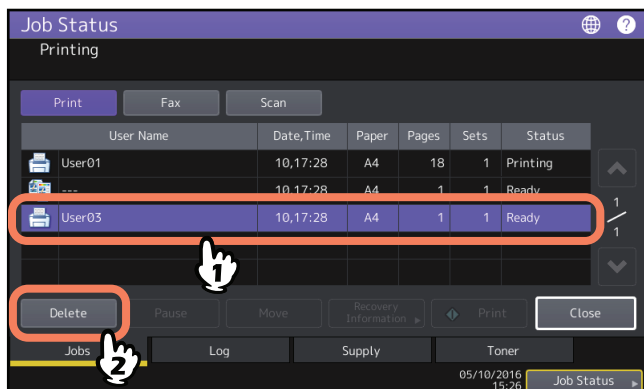 Job Status
?
Printing
Print Fax Scan
User Name Date,Time Paper Pages Sets Status
User01 10,17:28 A4 18 1 Printing
--- 10,17:28 A4 1 1 Ready
User03 10,17:28 A4 1 1 Ready
1
1
1
Delete Pause Move Recovery Information Print Close
2
Jobs Log Supply Toner
05/10/2016
15:26 Job Status